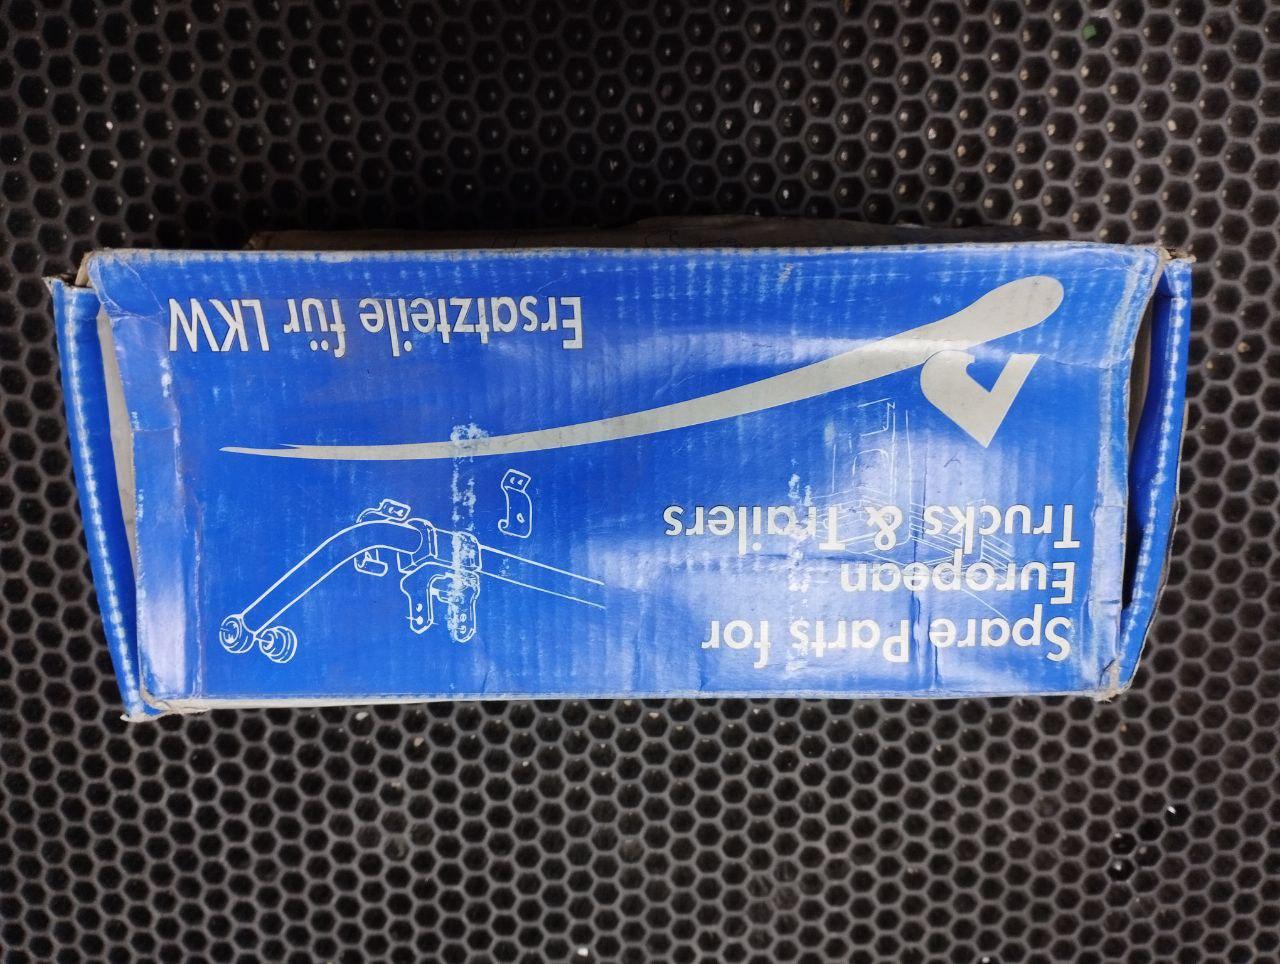 Spare Parts for
European
Trucks & Trailers
Ersatzteile für LKW